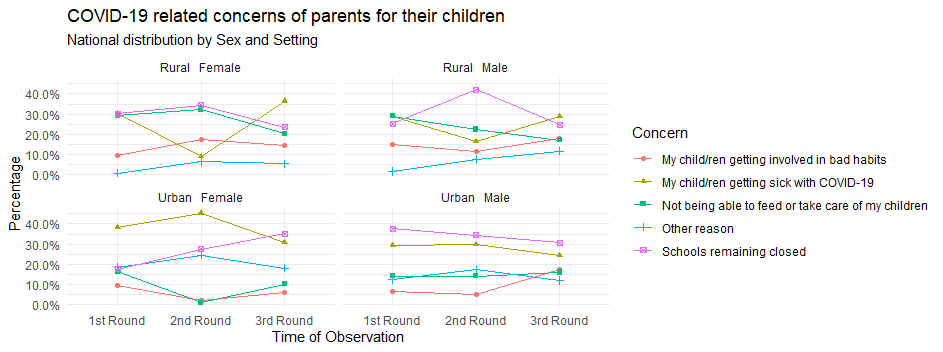 COVID-19 related concerns of parents for their children
National distribution by Sex and Setting
Rural Female
Rural Male
40.0%
30.0%
20.0%
10.0%
0.0%
Urban Female
Urban Male
40.0%
30.0%
20.0%
10.0%
0.0%
Percentage
1st Round 2nd Round 3rd Round
1st Round 2nd Round 3rd Round
Time of Observation
Concern
My child/ren getting involved in bad habits
My child/ren getting sick with COVID-19
Not being able to feed or take care of my children
Other reason
Schools remaining closed